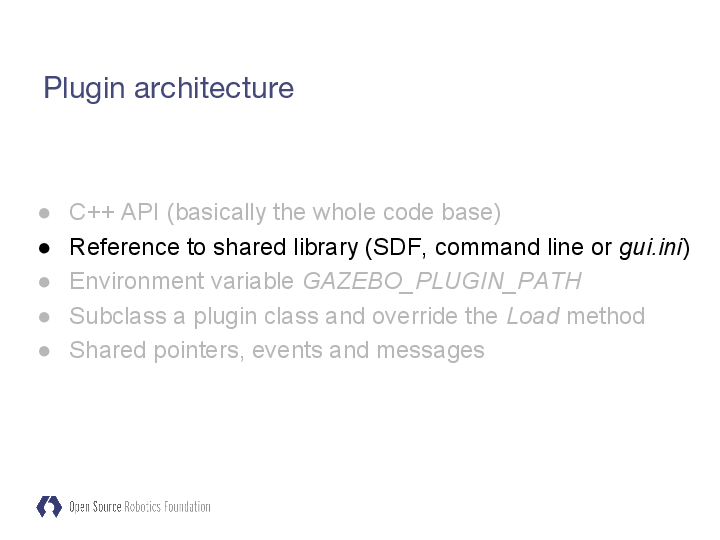 Plugin architecture
● C++ API (basically the whole code base)
● Reference to shared library (SDF, command line or gui.ini)
● Environment variable GAZEBO_PLUGIN_PATH
● Subclass a plugin class and override the Load method
● Shared pointers, events and messages
Open Source Robotics Foundation